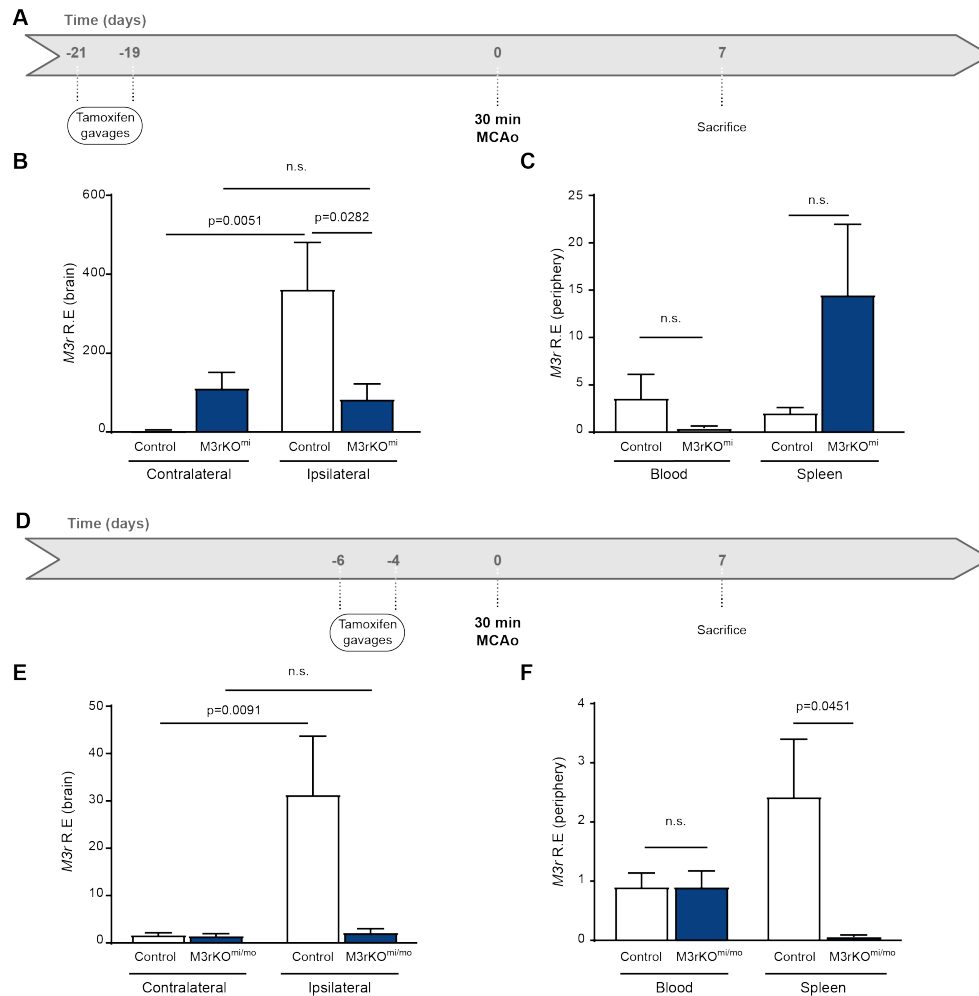 A
Time (days)
-21 -19 0 7
Tamoxifen
gavages
30 min
MCAo
Sacrifice
B
n.s.
p=0.0051 p=0.0282
600
400
200
0
M3r R.E (brain)
Control M3rKOmi Control M3rKOmi
Contralateral Ipsilateral
C
n.s.
n.s.
25
20
15
10
5
0
M3r R.E (periphery)
Control M3rKOmi Control M3rKOmi
Blood Spleen
D
Time (days)
-6 -4 0 7
Tamoxifen
gavages
30 min
MCAo
Sacrifice
E
n.s.
p=0.0091
50
40
30
20
10
0
M3r R.E (brain)
Control M3rKOmi/mo Control M3rKOmi/mo
Contralateral Ipsilateral
F
p=0.0451
n.s.
4
3
2
1
0
M3r R.E (periphery)
Control M3rKOmi/mo Control M3rKOmi/mo
Blood Spleen